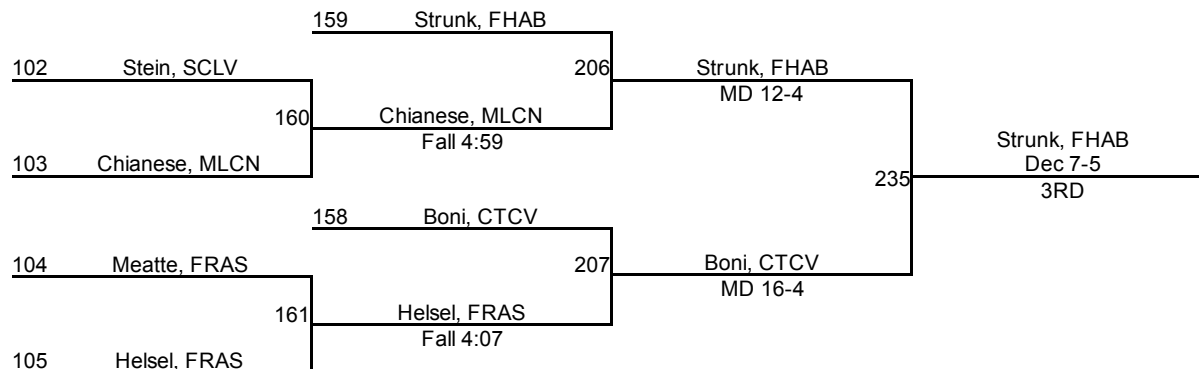 159 Strunk, FHAB
102 Stein, SCLV
206 Strunk, FHAB
MD 12-4
160 Chianese, MLCN
Fall 4:59
103 Chianese, MLCN
Strunk, FHAB
Dec 7-5
235
3RD
158 Boni, CTCV
104 Meatte, FRAS
207 Boni, CTCV
MD 16-4
161 Helsel, FRAS
Fall 4:07
105 Helsel, FRAS